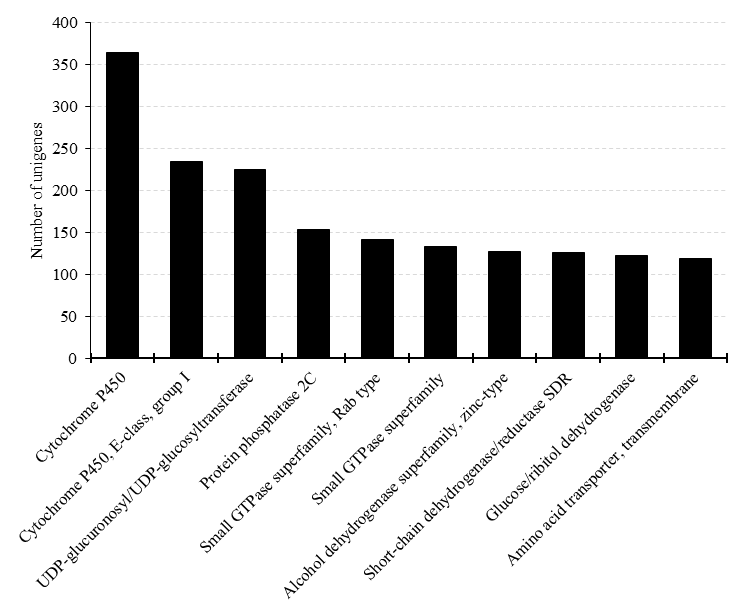 400
350
300
250
200
150
100
50
0
Number of unigenes
Cytochrome P450
Cytochrome P450, E-class, group I
UDP-glucuronosyl/UDP-glucosyltransferase
Protein phosphatase 2C
Small GTPase superfamily, Rab type
Small GTPase superfamily
Alcohol dehydrogenase superfamily, zinc-type
Short-chain dehydrogenase/reductase SDR
Glucose/ribitol dehydrogenase
Amino acid transporter, transmembrane